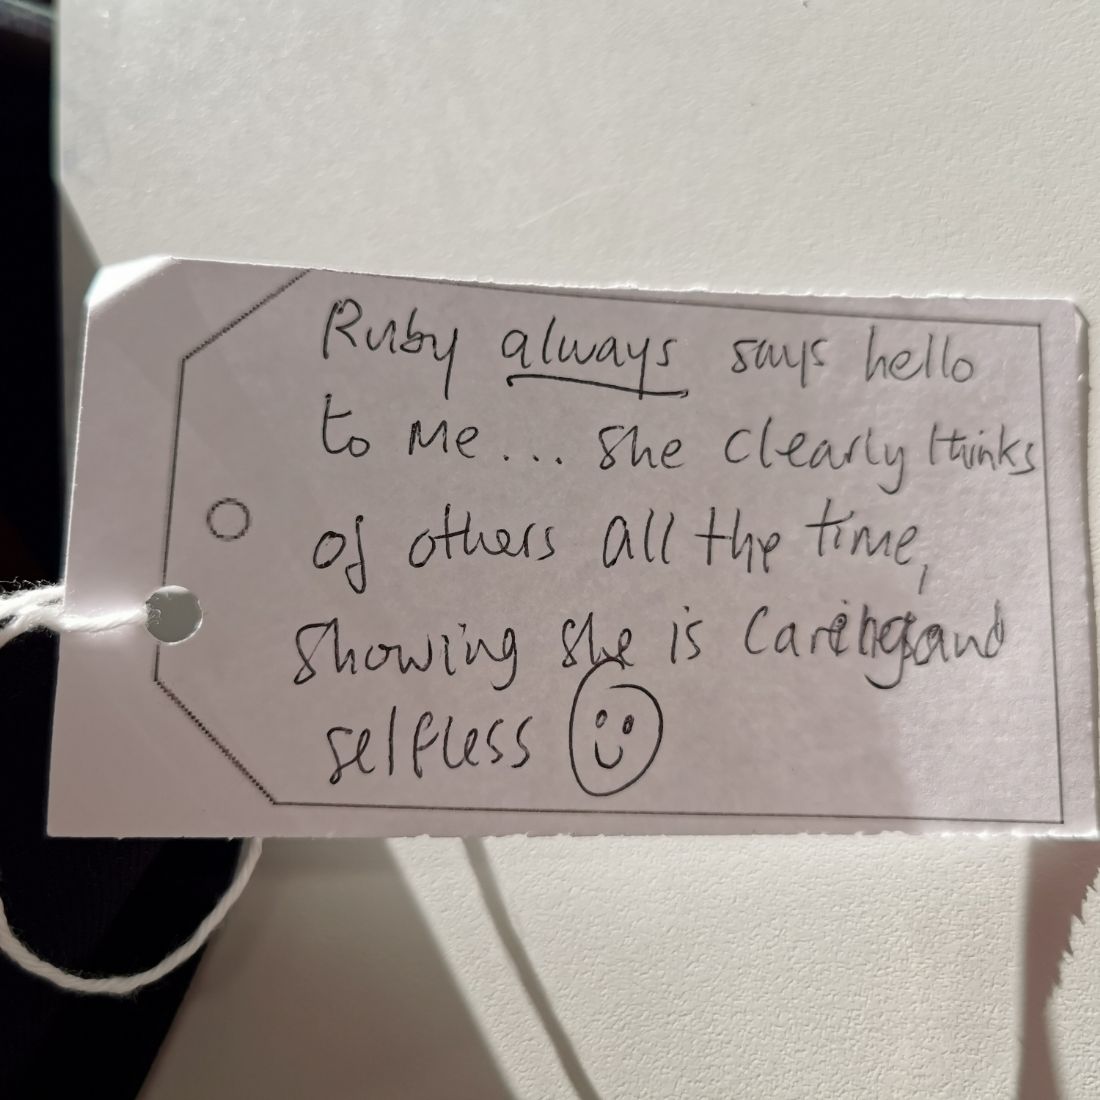 Ruby always says hello
to me... she clearly thinks
of others all the time,
showing she is caring and
selfless